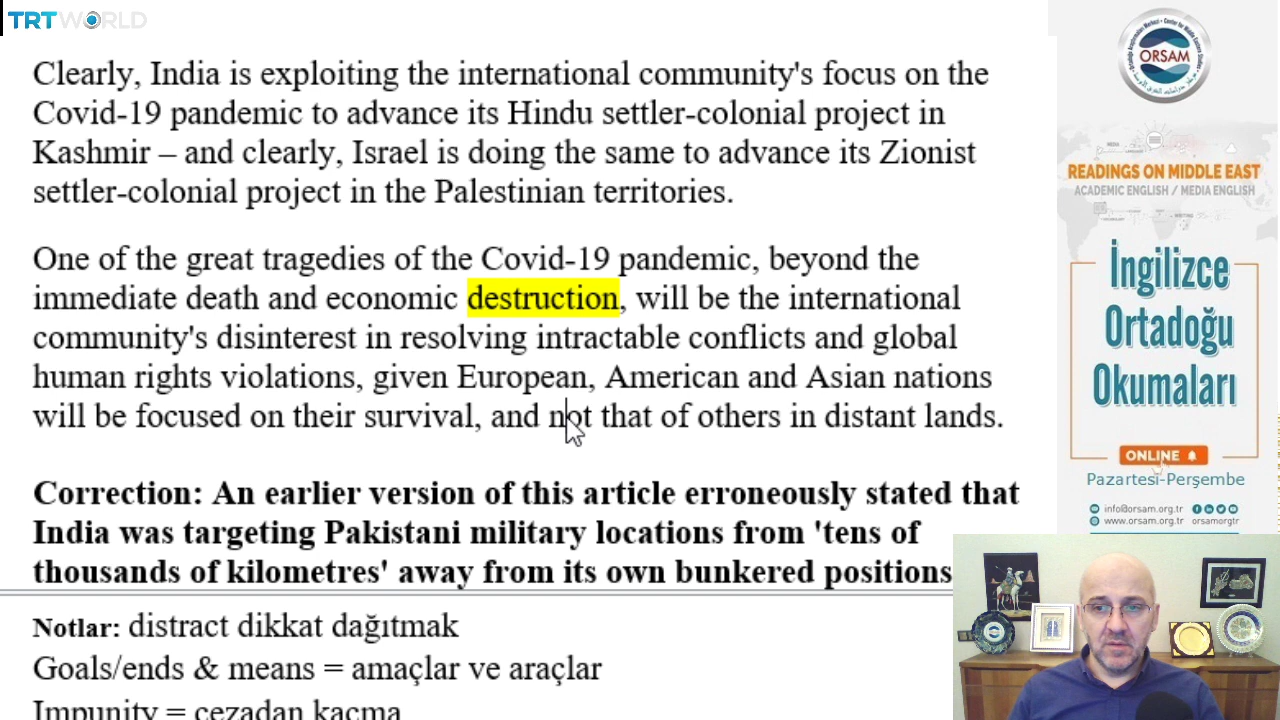 TRT WORLD
Clearly, India is exploiting the international community's focus on the
Covid-19 pandemic to advance its Hindu settler-colonial project in
Kashmir – and clearly, Israel is doing the same to advance its Zionist
settler-colonial project in the Palestinian territories.
One of the great tragedies of the Covid-19 pandemic, beyond the
immediate death and economic destruction, will be the international
community's disinterest in resolving intractable conflicts and global
human rights violations, given European, American and Asian nations
will be focused on their survival, and not that of others in distant lands.
Correction: An earlier version of this article erroneously stated that
India was targeting Pakistani military locations from 'tens of
thousands of kilometres' away from its own bunkered positions
Notlar: distract dikkat dağıtmak
Goals/ends & means = amaçlar ve araçlar
Impunity = cezadan kaçma
ORSAM
READINGS ON MIDDLE EAST
ACADEMIC ENGLISH / MEDIA ENGLISH
İngilizce
Ortadoğu
Okumaları
ONLINE
Pazartesi-Perşembe
info@orsam.org.tr
www.orsam.org.tr orsamorgtr